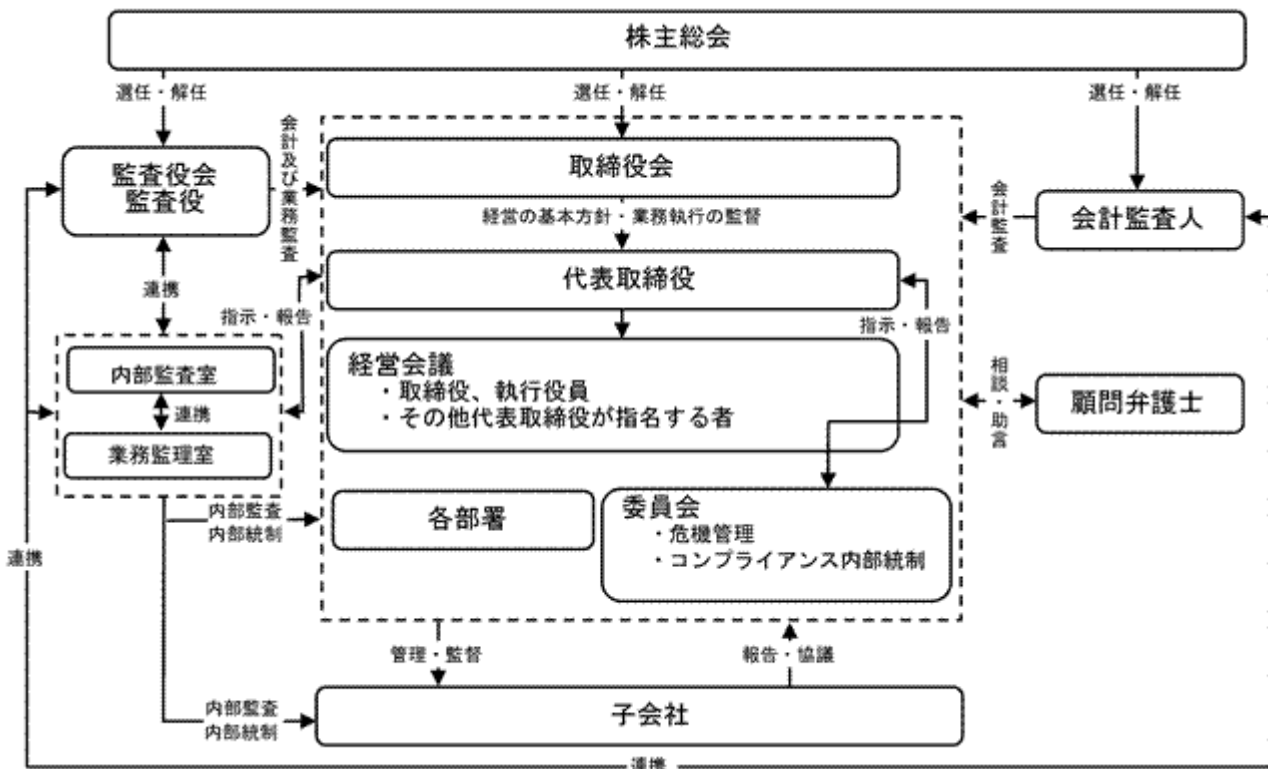 株主総会
選任・解任
選任・解任
選任・解任
監査役会
監査役
会計及び業務監査
取締役会
経営の基本方針・業務執行の監督
会計監査
会計監査人
代表取締役
連携
指示・報告
指示・報告
内部監査室
連携
業務監理室
経営会議
・取締役、執行役員
・その他代表取締役が指名する者
相談・助言
顧問弁護士
内部監査
内部統制
各部署
委員会
・危機管理
・コンプライアンス内部統制
連携
管理・監督
報告・協議
内部監査
内部統制
子会社
連携